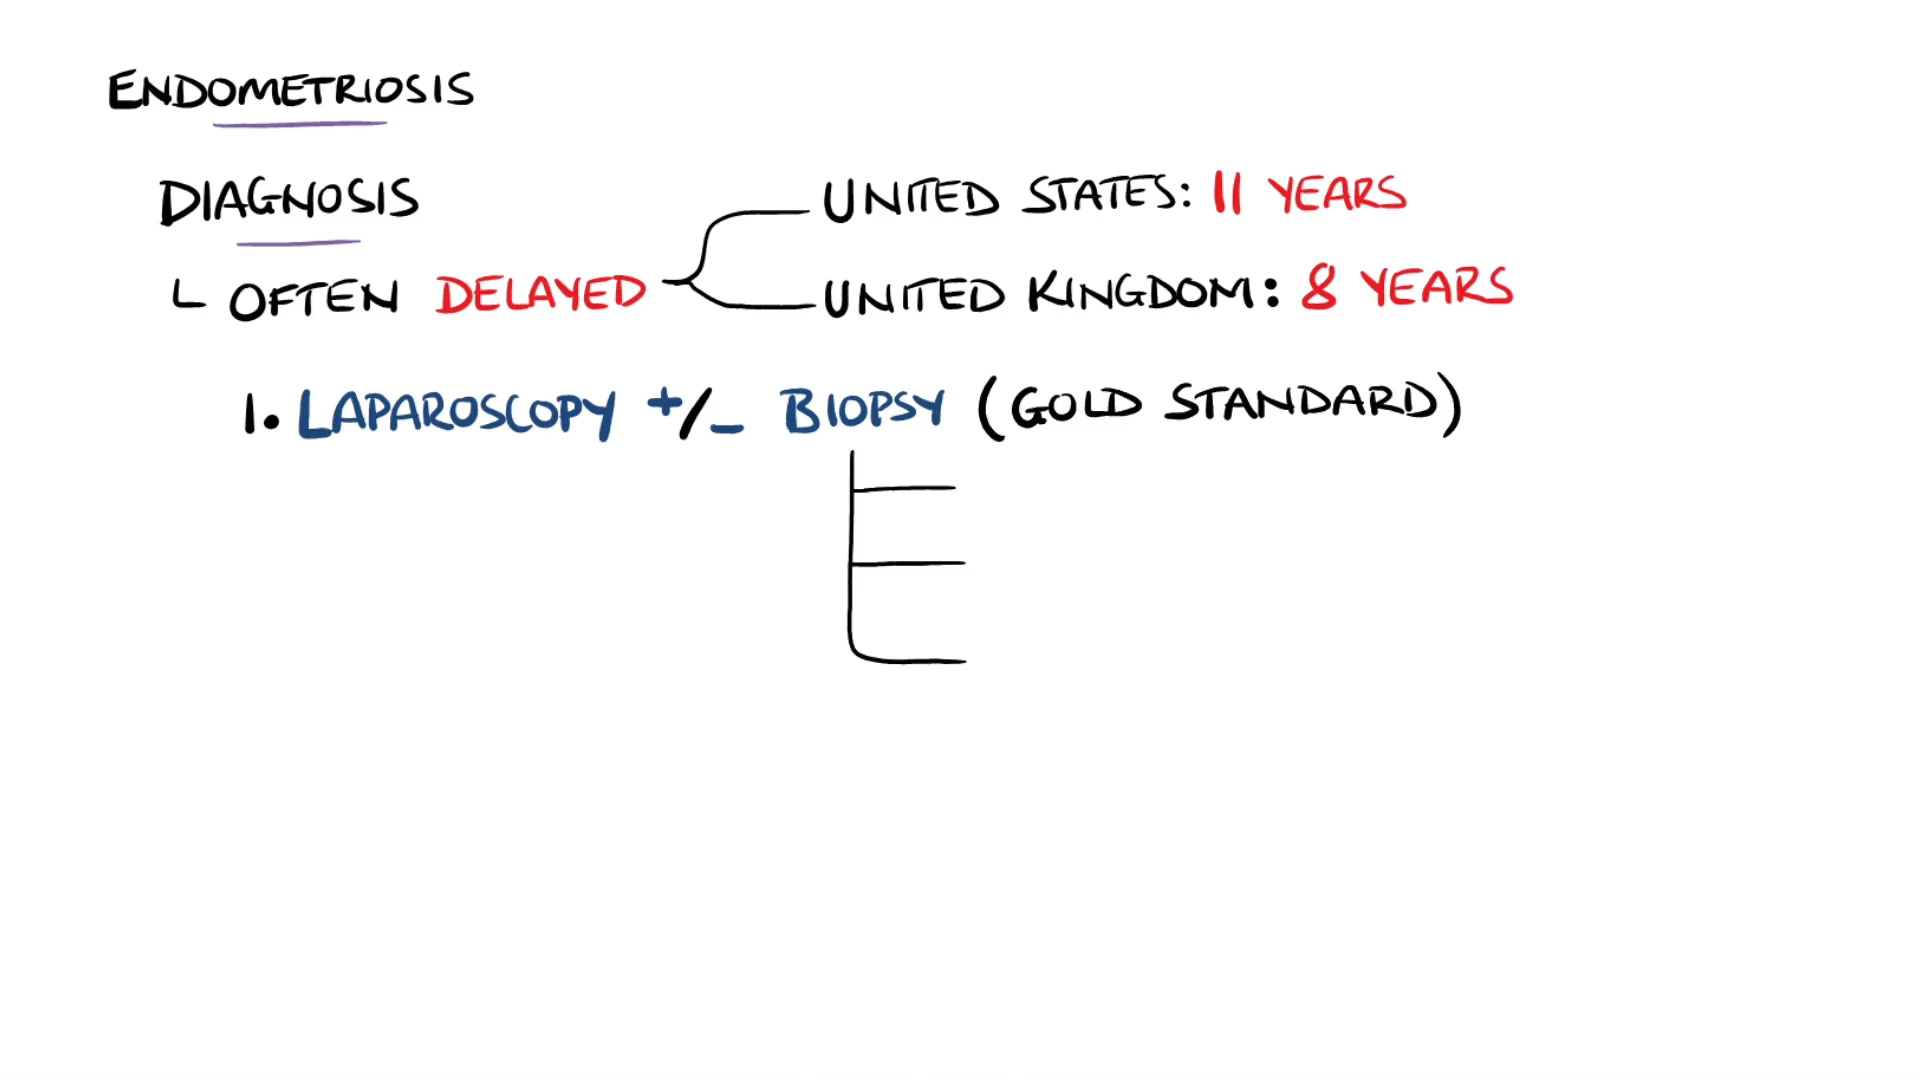 ENDOMETRIOSIS
DIAGNOSIS
OFTEN DELAYED
UNITED STATES: 11 YEARS
UNITED KINGDOM: 8 YEARS
1. LAPAROSCOPY +/- BIOPSY (GOLD STANDARD)